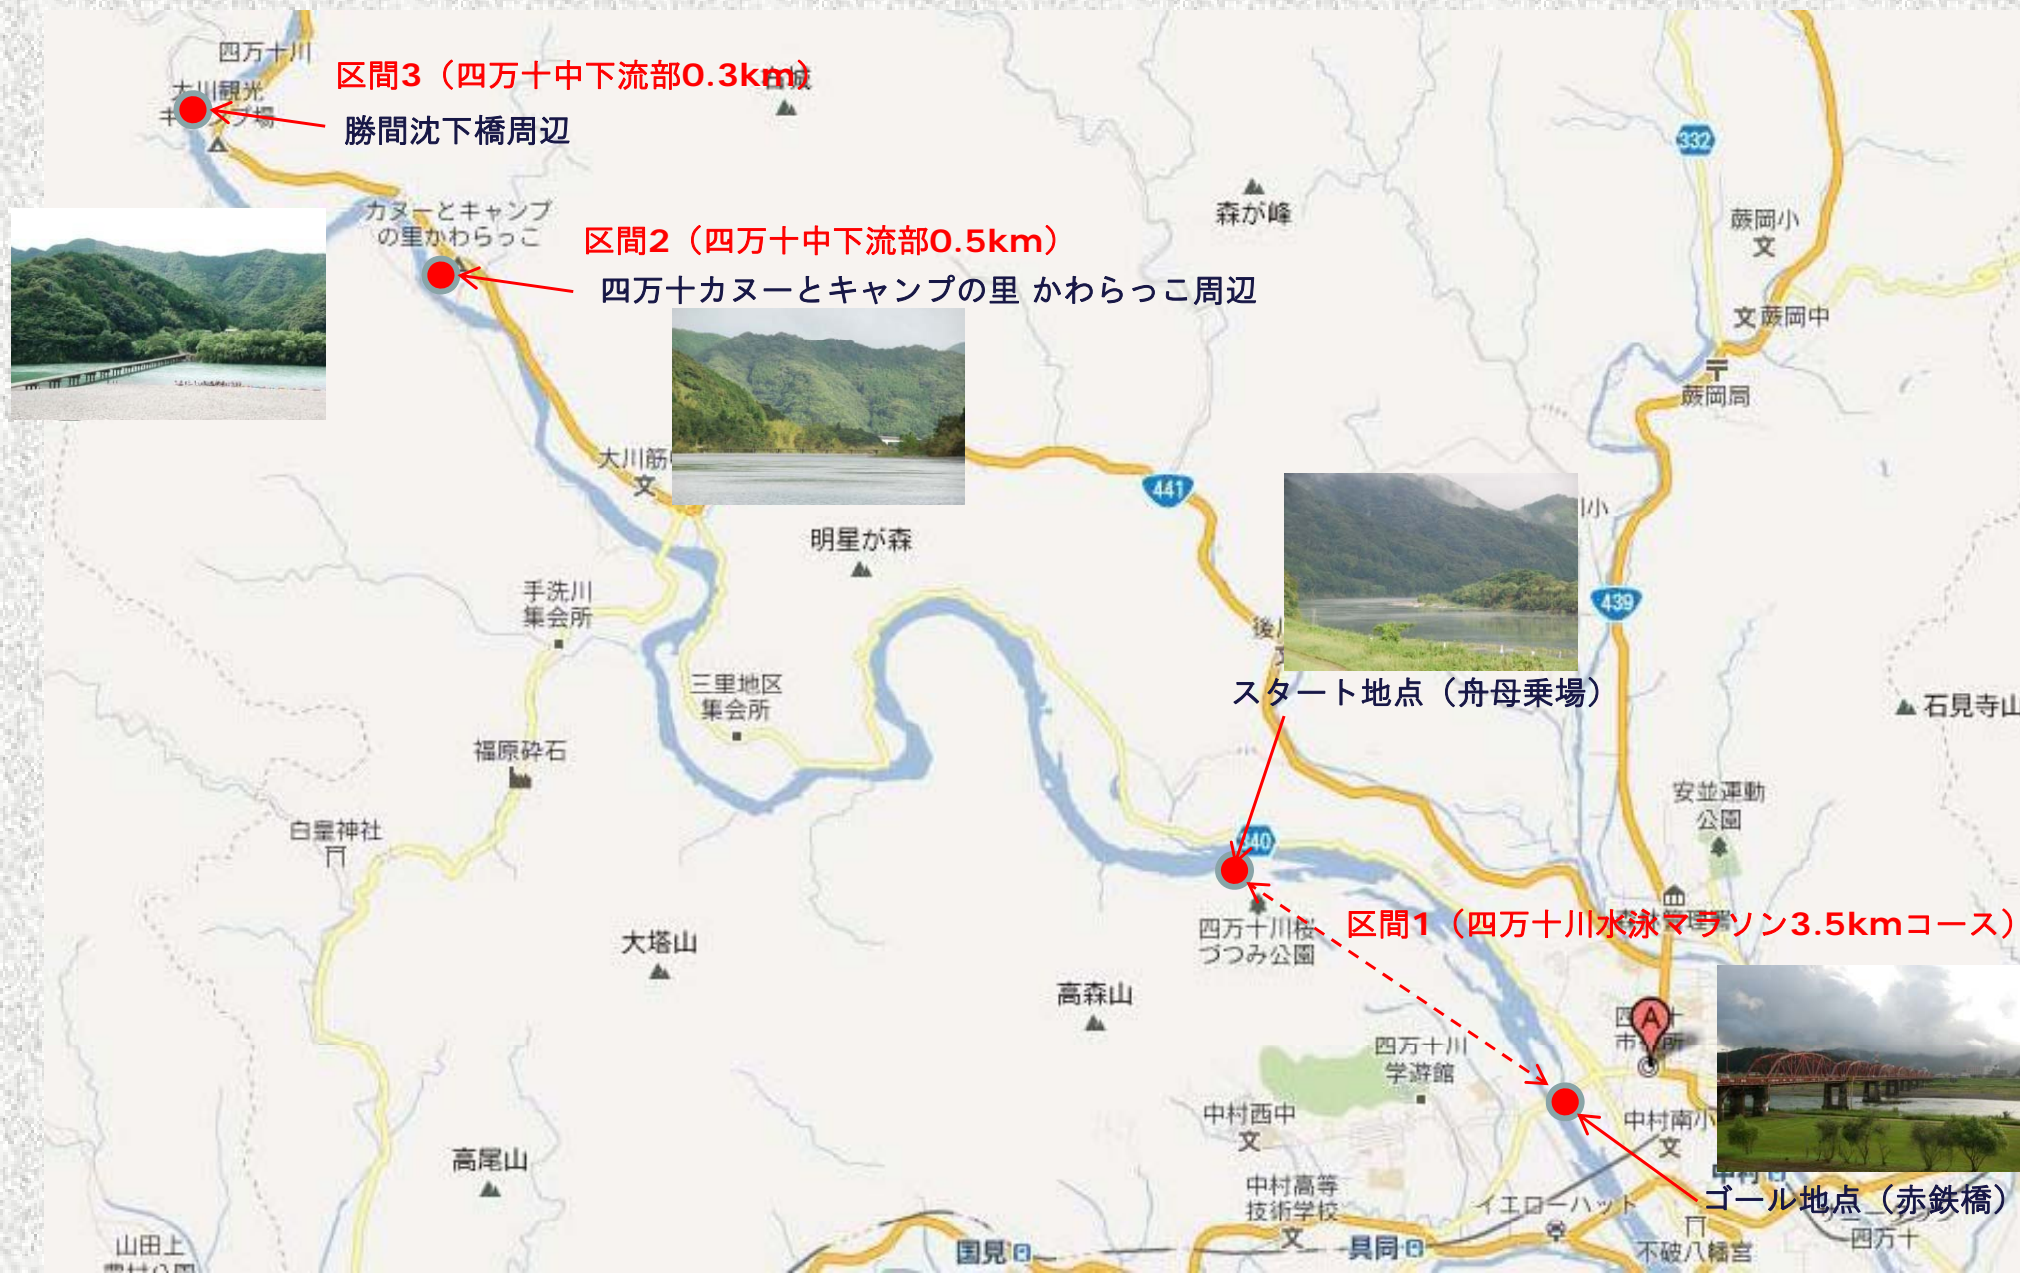 四万十川
区間3（四万十中下流部0.3km）
勝間沈下橋周辺
332
カヌーとキャンプ
の里かわらっこ
区間2（四万十中下流部0.5km）
四万十カヌーとキャンプの里 かわらっこ周辺
森が峰
蕨岡小
文
文 蕨岡中
蕨岡局
大川筋
文
441
明星が森
439
手洗川
集会所
三里地区
集会所
スタート地点（舟母乗場）
石見寺山
福原砕石
安並運動
公園
白皇神社
340
四万十川桜
づつみ公園
区間1（四万十川水泳マラソン3.5kmコース）
大塔山
高森山
A
四万十川
学遊館
中村西中
文
中村南小
文
高尾山
中村高等
技術学校
文
イエローハット
ゴール地点（赤鉄橋）
四万十
山田上
国見
具同
不破八幡宮